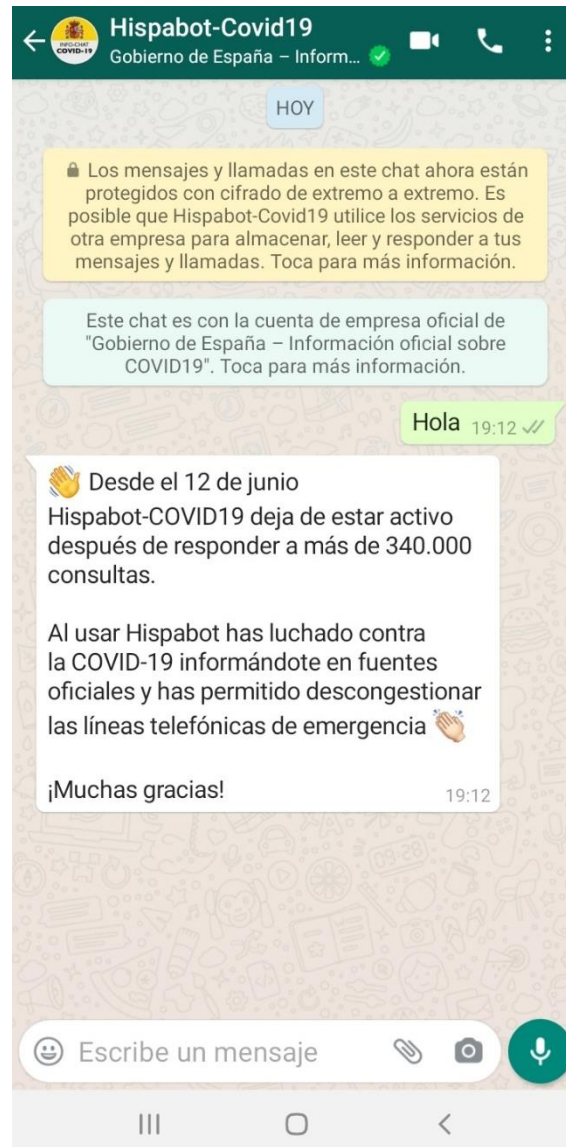 Hispabot-Covid19
INFO-CHAT
COVID-19
Gobierno de España – Inform...
HOY
Los mensajes y llamadas en este chat ahora están
protegidos con cifrado de extremo a extremo. Es
posible que Hispabot-Covid19 utilice los servicios de
otra empresa para almacenar, leer y responder a tus
mensajes y llamadas. Toca para más información.
Este chat es con la cuenta de empresa oficial de
"Gobierno de España – Información oficial sobre
COVID19". Toca para más información.
Hola 19:12
👋 Desde el 12 de junio
Hispabot-COVID19 deja de estar activo
después de responder a más de 340.000
consultas.
Al usar Hispabot has luchado contra
la COVID-19 informándote en fuentes
oficiales y has permitido descongestionar
las líneas telefónicas de emergencia 👏🏻
¡Muchas gracias! 19:12
Escribe un mensaje